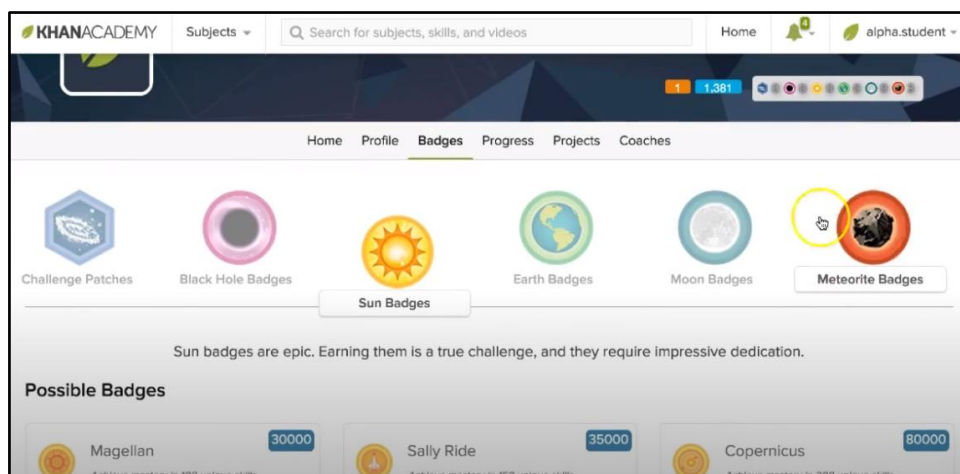 KHANACADEMY Subjects Search for subjects, skills, and videos Home 4 alpha.student
1 1,381
Home Profile Badges Progress Projects Coaches
Challenge Patches Black Hole Badges Earth Badges Moon Badges Meteorite Badges
Sun Badges
Sun badges are epic. Earning them is a true challenge, and they require impressive dedication.
Possible Badges
Magellan 30000 Sally Ride 35000 Copernicus 80000